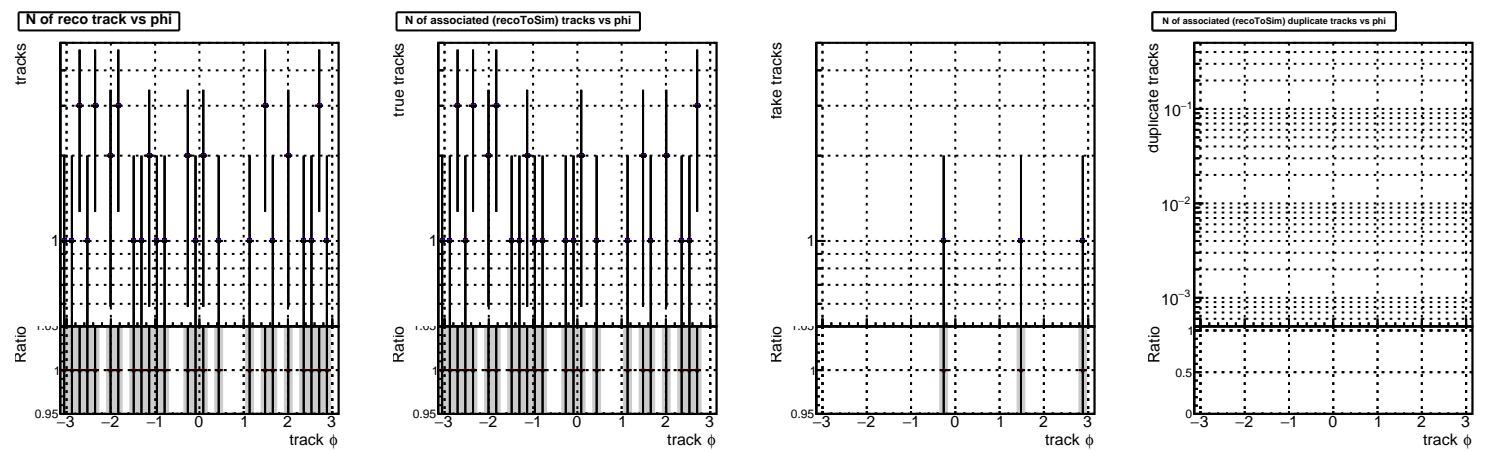 N of reco track vs phi
tracks
1
Ratio
1.05
1
0.95
−3 −2 −1 0 1 2 3
track ϕ
N of associated (recoToSim) tracks vs phi
true tracks
1
Ratio
1.05
1
0.95
−3 −2 −1 0 1 2 3
track ϕ
fake tracks
1
Ratio
1.05
1
0.95
−3 −2 −1 0 1 2 3
track ϕ
N of associated (recoToSim) duplicate tracks vs phi
duplicate tracks
10−1
10−2
10−3
Ratio
1
0.5
0
−3 −2 −1 0 1 2 3
track ϕ